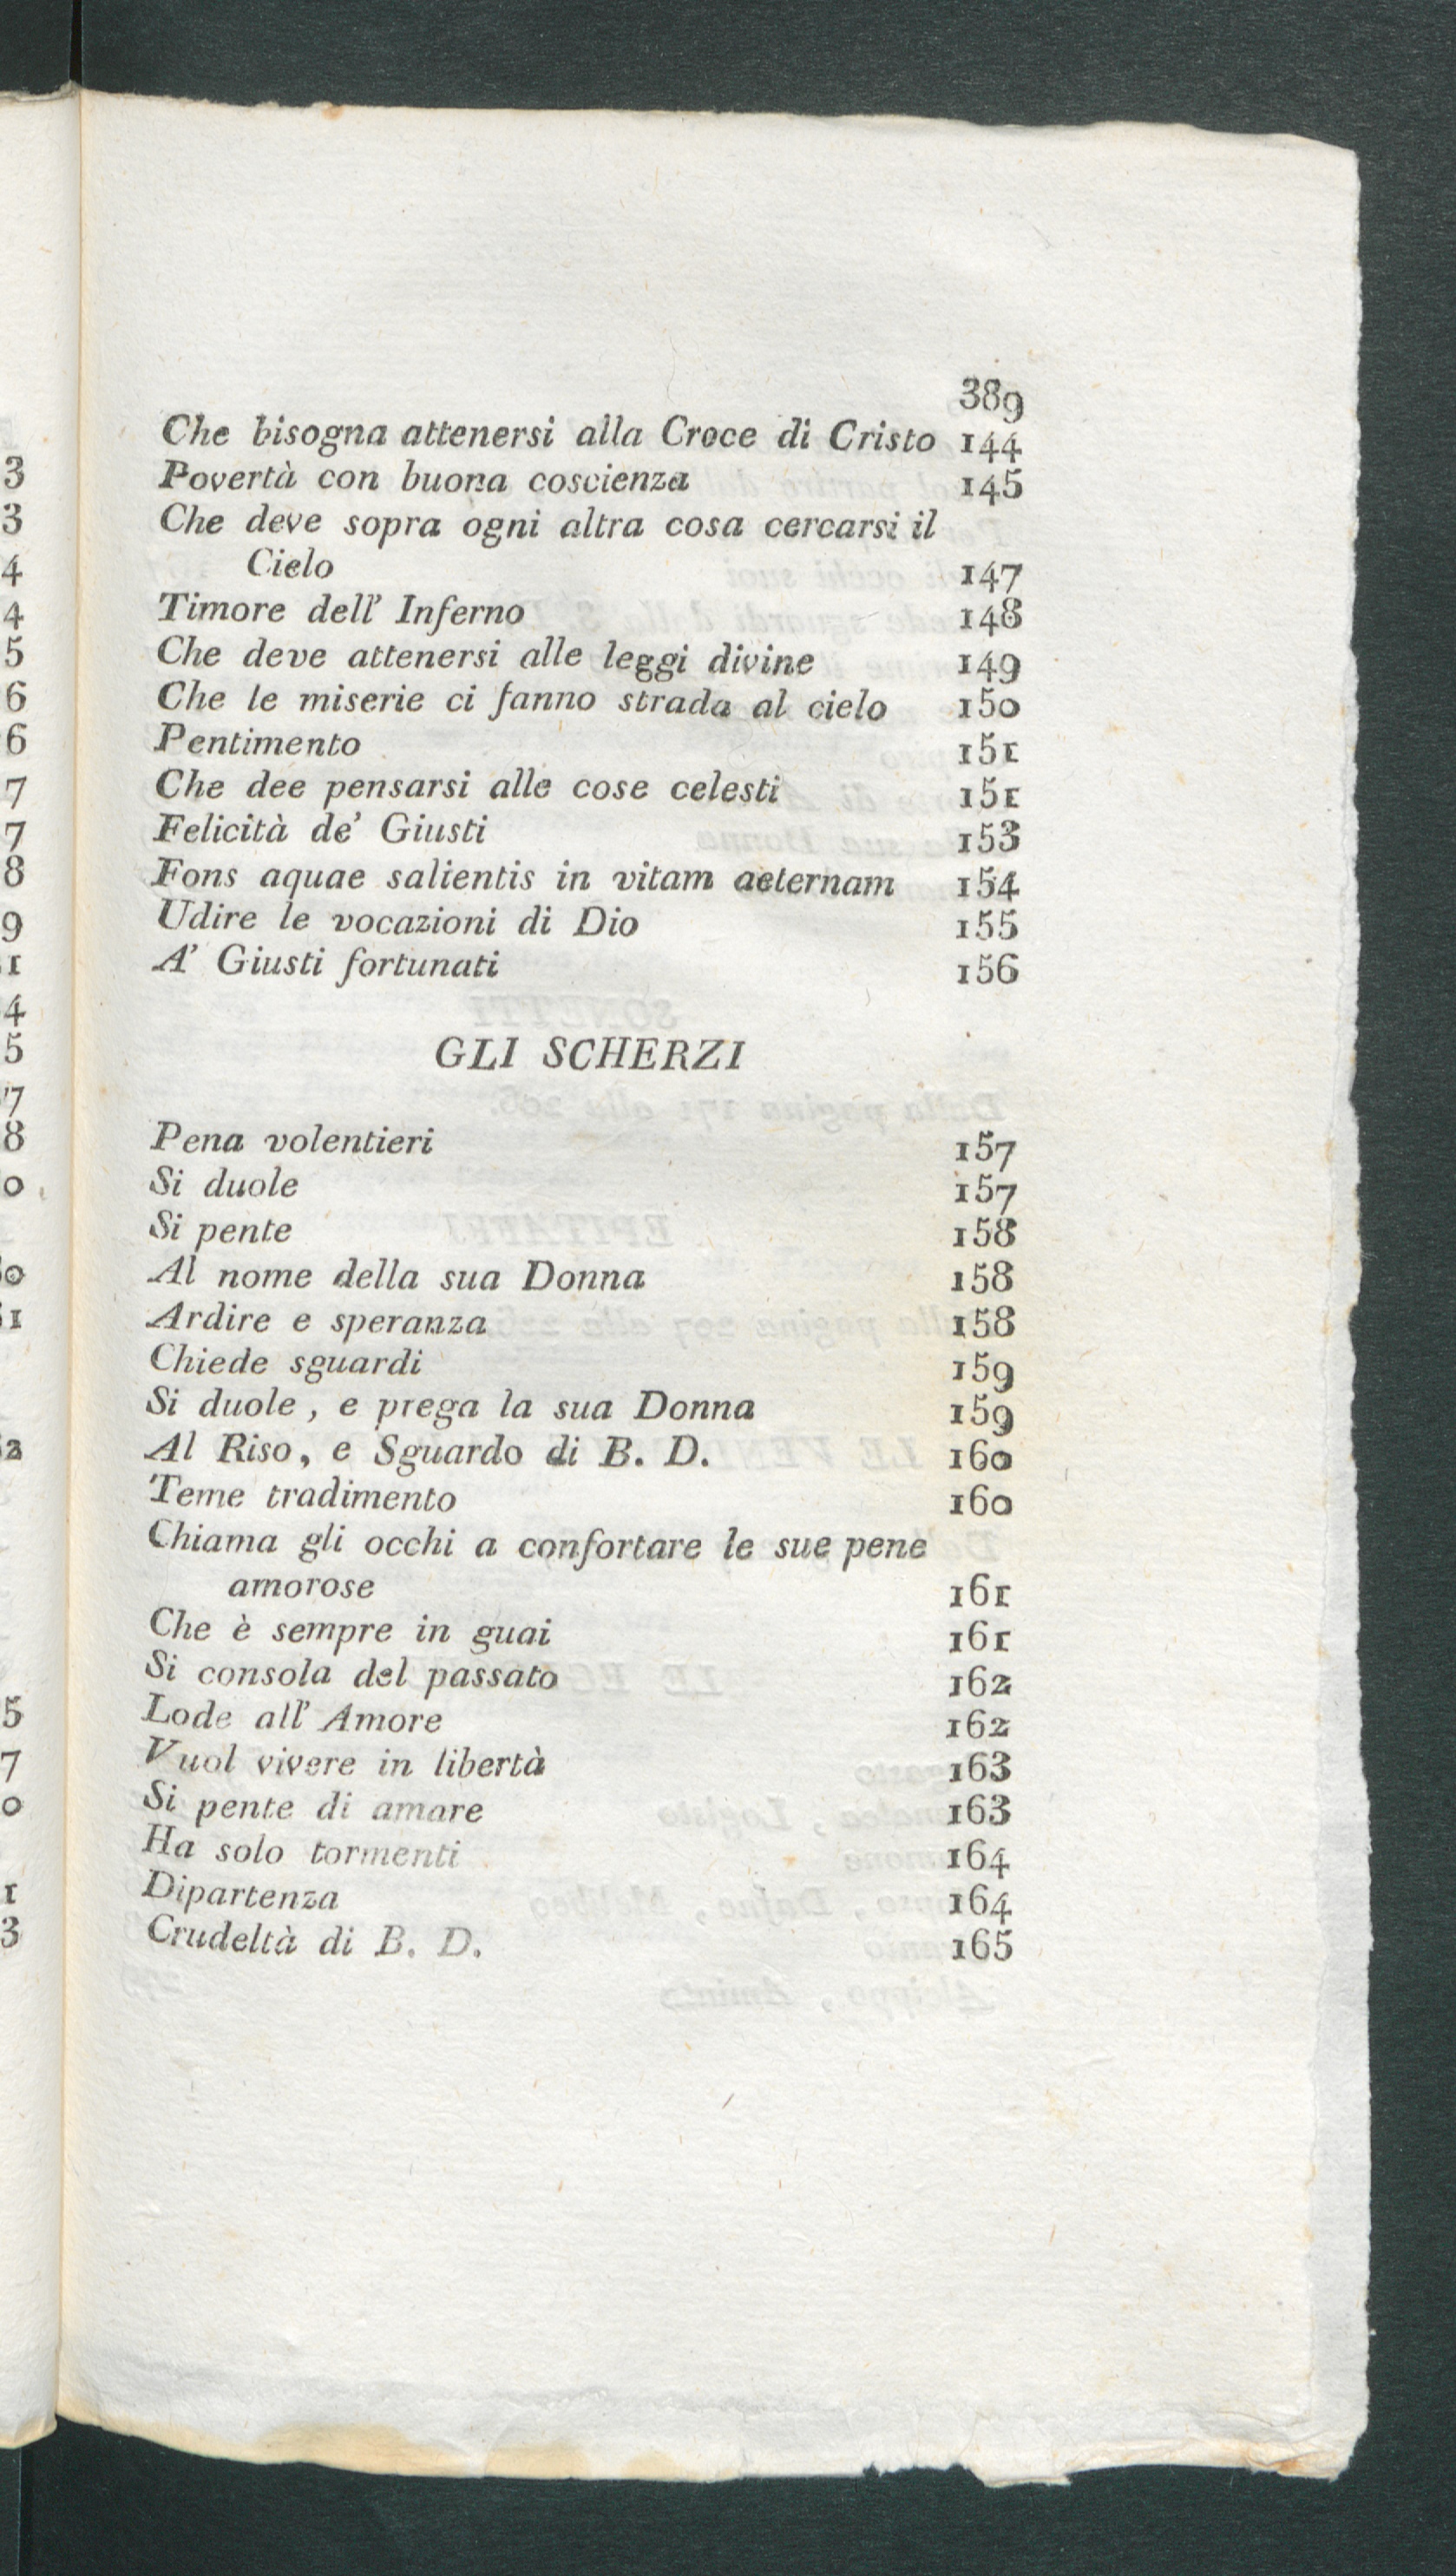 389
Che bisogna attenersi alla Croce di Cristo 144
Povertà con buona coscienza 145
Che deve sopra ogni altra cosa cercarsi il
Cielo 147
Timore dell' Inferno 148
Che deve attenersi alle leggi divine 149
Che le miserie ci fanno strada al cielo 150
Pentimento 151
Che dee pensarsi alle cose celesti 151
Felicità de' Giusti 153
Fons aquae salientis in vitam aeternam 154
Udire le vocazioni di Dio 155
A' Giusti fortunati 156
GLI SCHERZI
Pena volentieri 157
Si duole 157
Si pente 158
Al nome della sua Donna 158
Ardire e speranza 158
Chiede sguardi 159
Si duole, e prega la sua Donna 159
Al Riso, e Sguardo di B. D. 160
Teme tradimento 160
Chiama gli occhi a confortare le sue pene
amorose 161
Che è sempre in guai 161
Si consola del passato 162
Lode all' Amore 162
Vuol vivere in libertà 163
Si pente di amare 163
Ha solo tormenti 164
Dipartenza 164
Crudeltà di B. D. 165